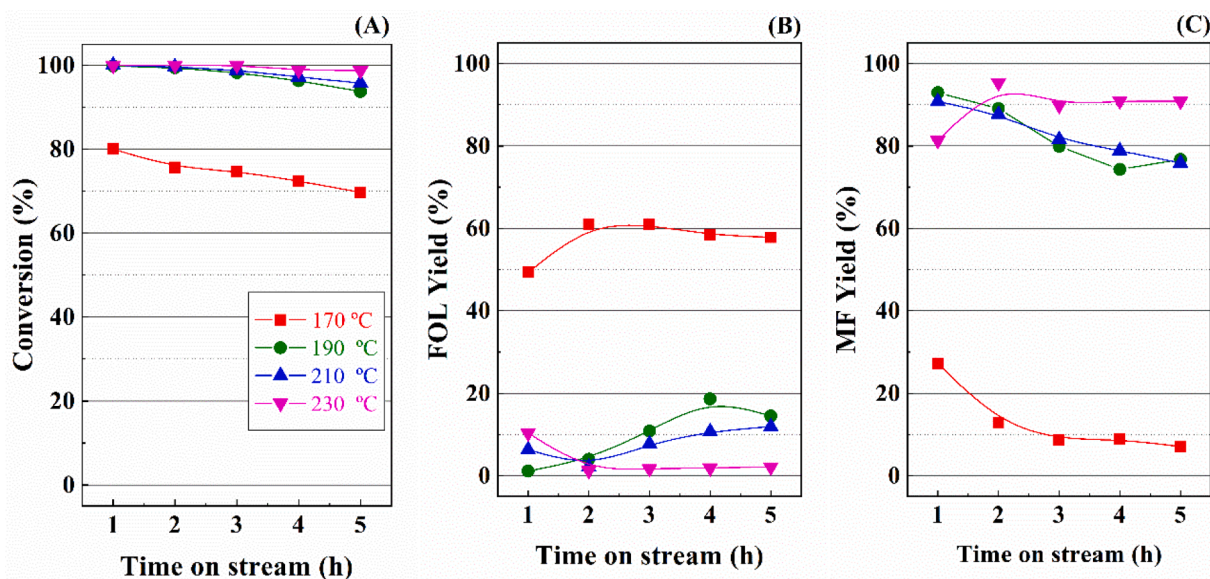 (A)
Conversion (%)
100
80
60
40
20
0
170 ºC
190 ºC
210 ºC
230 ºC
1 2 3 4 5
Time on stream (h)
(B)
FOL Yield (%)
100
80
60
40
20
0
1 2 3 4 5
Time on stream (h)
(C)
MF Yield (%)
100
80
60
40
20
0
1 2 3 4 5
Time on stream (h)